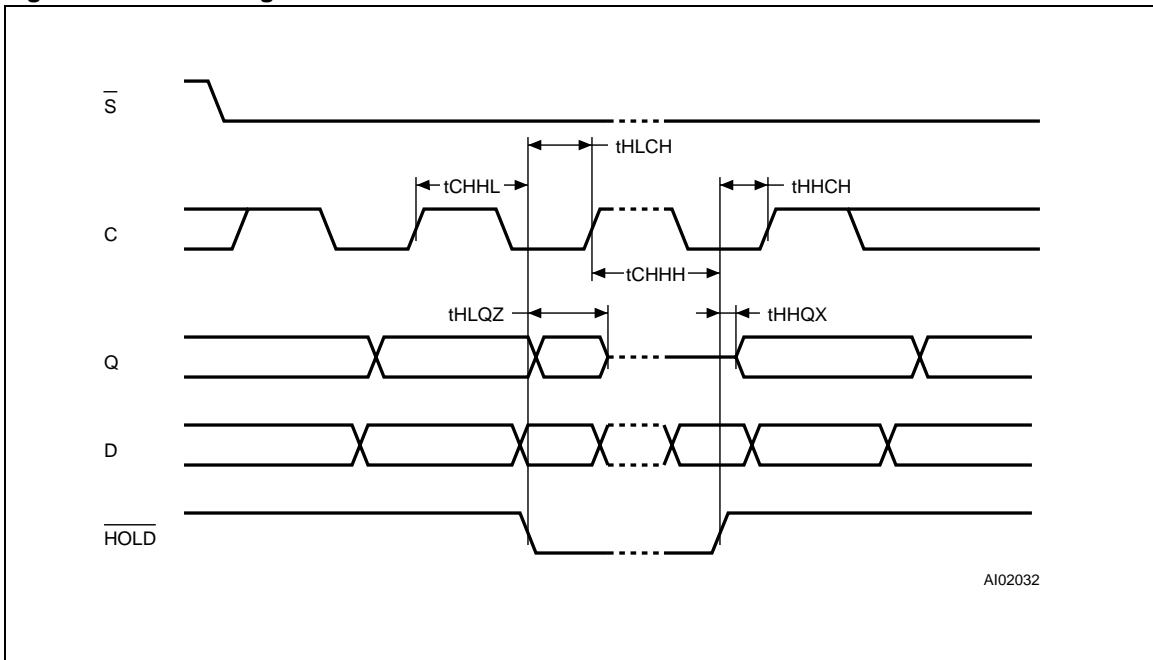 S
tHLCH
tCHHL
tHHCH
C
tCHHH
tHLQZ
tHHQX
Q
D
HOLD
AI02032